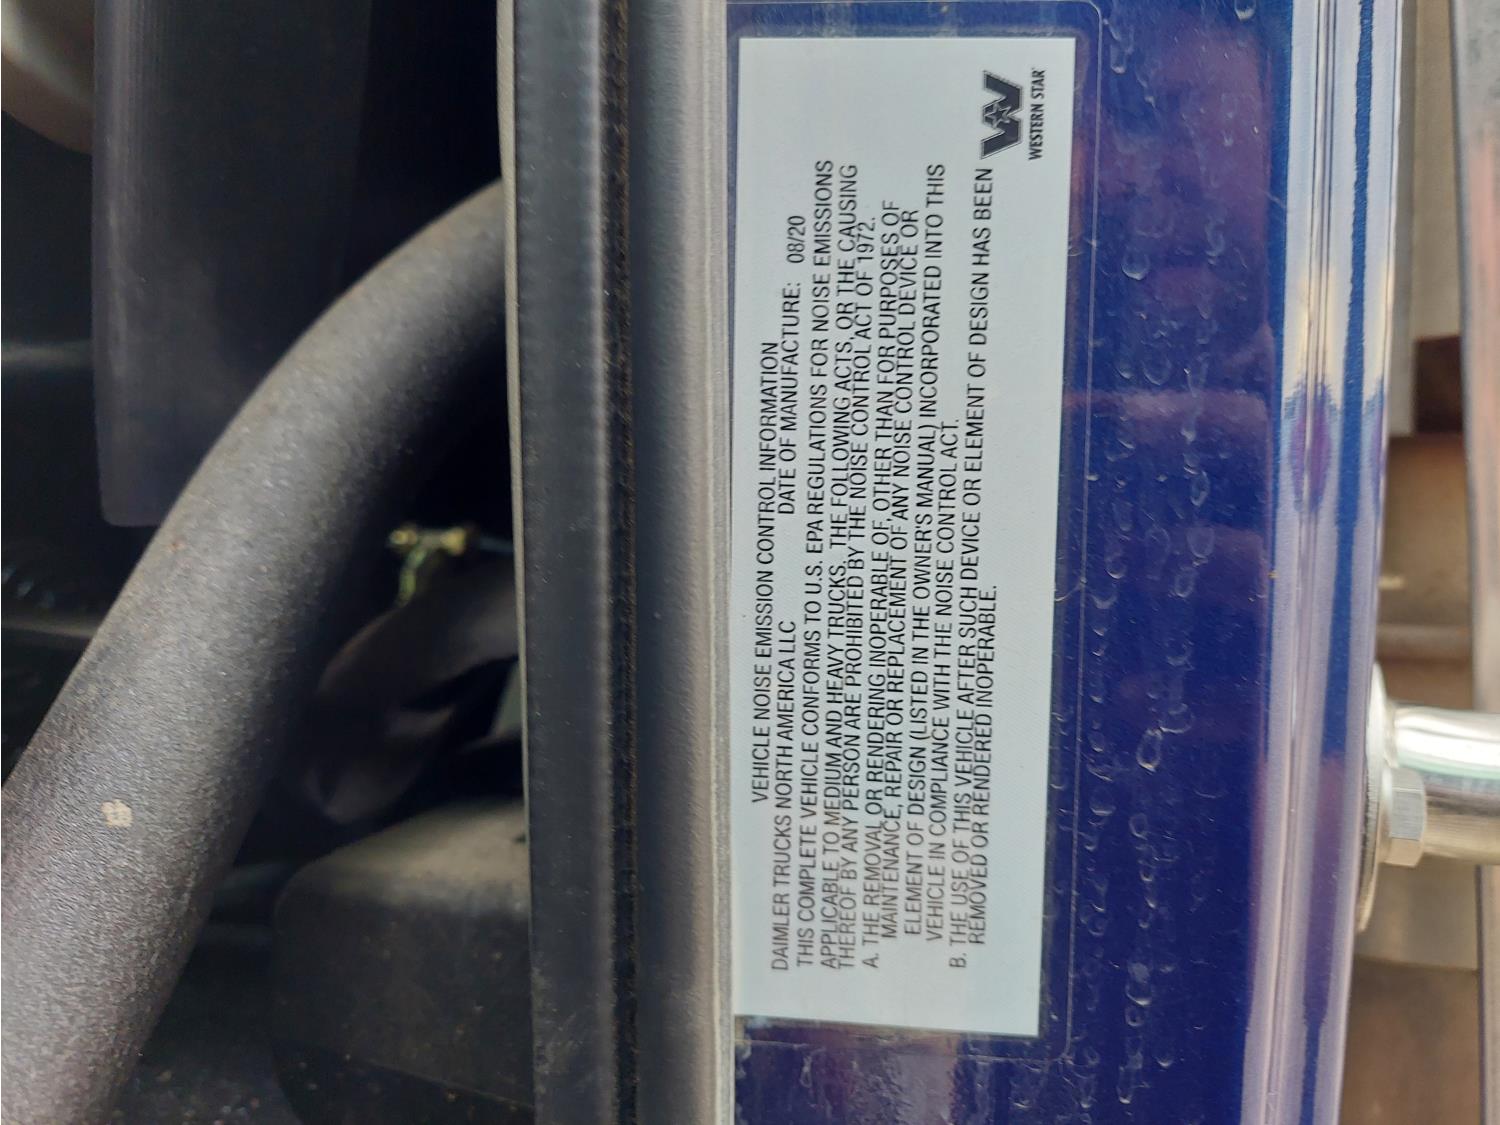 VEHICLE NOISE EMISSION CONTROL INFORMATION
DAIMLER TRUCKS NORTH AMERICA LLC DATE OF MANUFACTURE: 08/20
THIS COMPLETE VEHICLE CONFORMS TO U.S. EPA REGULATIONS FOR NOISE EMISSIONS
APPLICABLE TO MEDIUM AND HEAVY TRUCKS. THE FOLLOWING ACTS, OR THE CAUSING
THEREOF BY ANY PERSON ARE PROHIBITED BY THE NOISE CONTROL ACT OF 1972.
A. THE REMOVAL OR RENDERING INOPERABLE OF, OTHER THAN FOR PURPOSES OF
MAINTENANCE, REPAIR OR REPLACEMENT OF, ANY NOISE CONTROL DEVICE OR
ELEMENT OF DESIGN (LISTED IN THE OWNER'S MANUAL) INCORPORATED INTO THIS
VEHICLE IN COMPLIANCE WITH THE NOISE CONTROL ACT.
B. THE USE OF THIS VEHICLE AFTER SUCH DEVICE OR ELEMENT OF DESIGN HAS BEEN
REMOVED OR RENDERED INOPERABLE.
WESTERN STAR